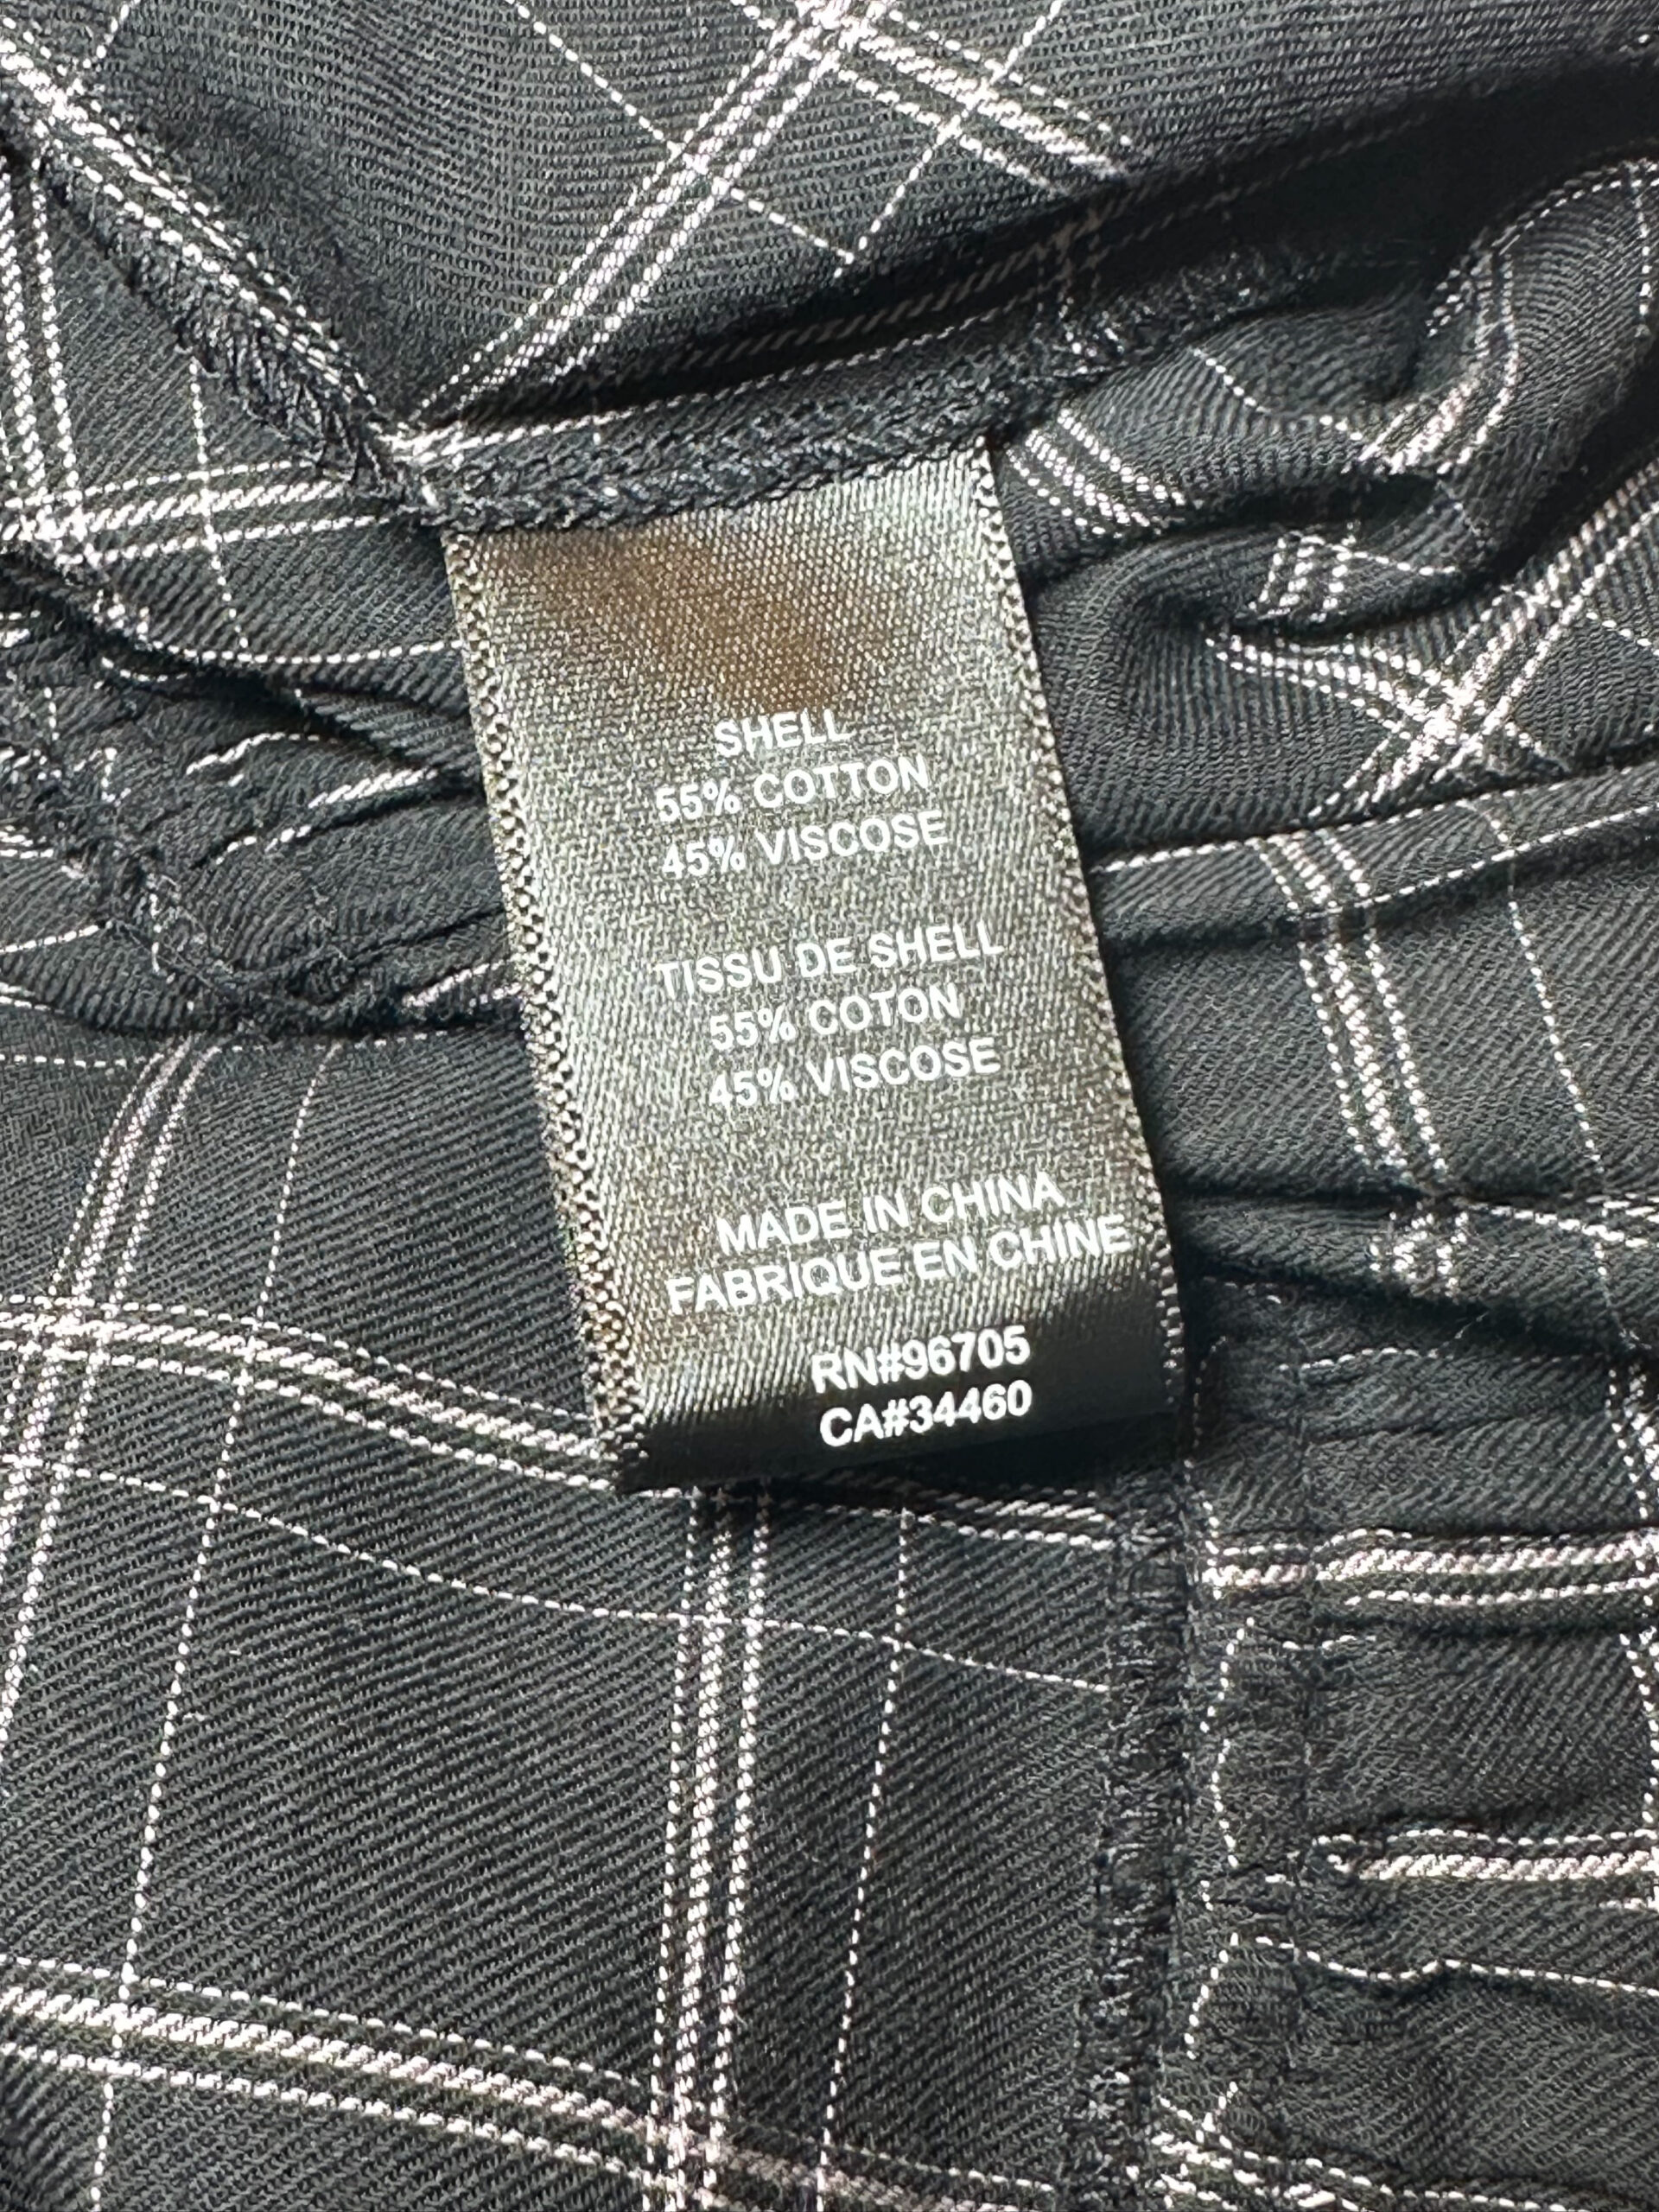 SHELL
55% COTTON
45% VISCOSE
TISSU DE SHELL
55% COTON
45% VISCOSE
MADE IN CHINA
FABRIQUE EN CHINE
RN#96705
CA#34460